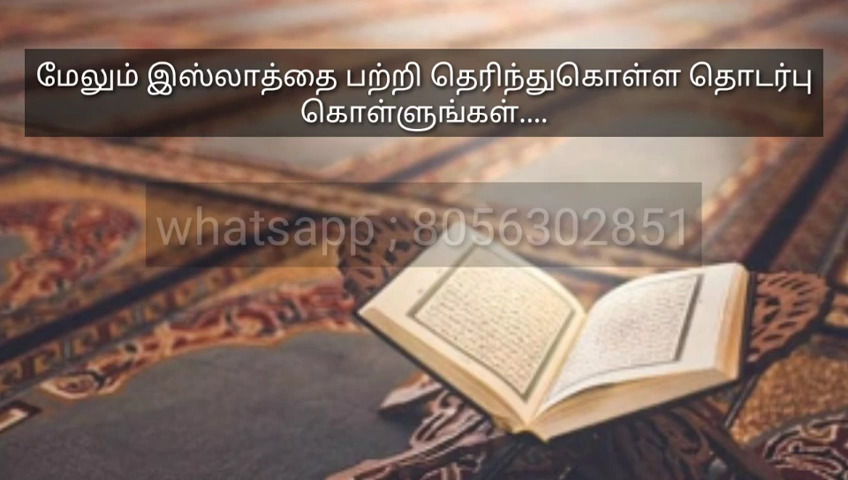 மேலும் இஸ்லாத்தை பற்றி தெரிந்துகொள்ள தொடர்பு
கொள்ளுங்கள்....
whatsapp ; 8056302851